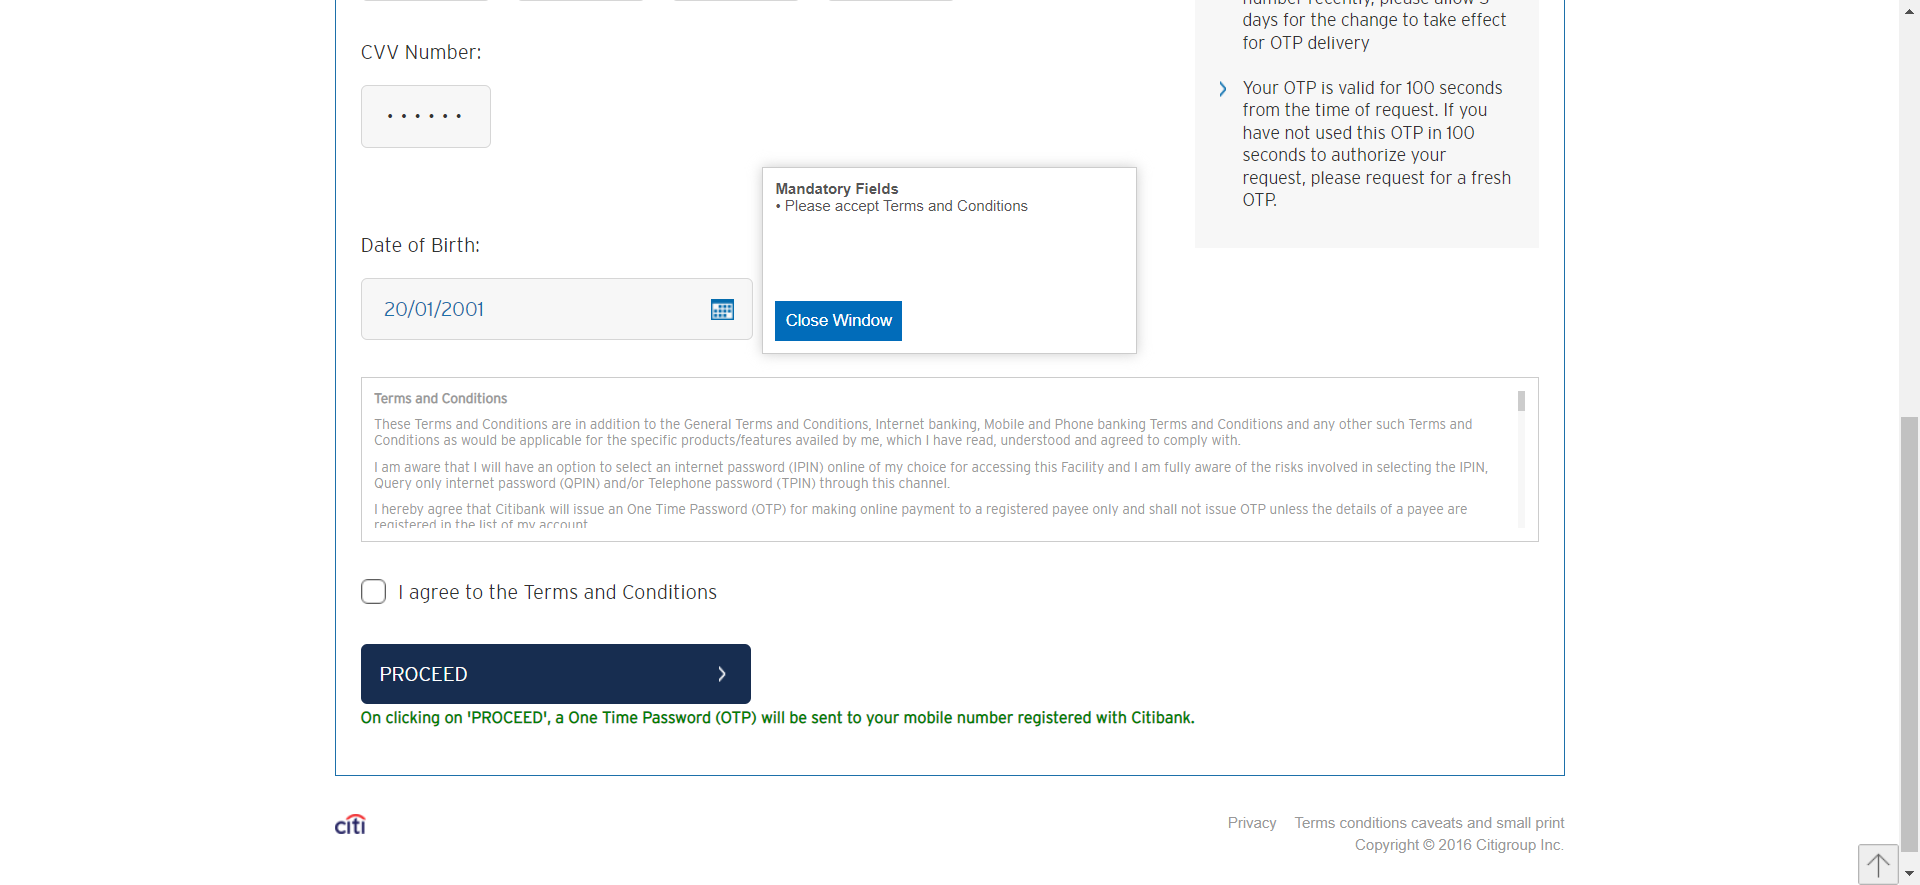 days for the change to take effect
for OTP delivery
CVV Number:
••••••
Your OTP is valid for 100 seconds
from the time of request. If you
have not used this OTP in 100
seconds to authorize your
request, please request for a fresh
OTP.
Mandatory Fields
• Please accept Terms and Conditions
Close Window
Date of Birth:
20/01/2001
Terms and Conditions
These Terms and Conditions are in addition to the General Terms and Conditions, Internet banking, Mobile and Phone banking Terms and Conditions and any other such Terms and
Conditions as would be applicable for the specific products/features availed by me, which I have read, understood and agreed to comply with.
I am aware that I will have an option to select an internet password (IPIN) online of my choice for accessing this Facility and I am fully aware of the risks involved in selecting the IPIN,
Query only internet password (QPIN) and/or Telephone password (TPIN) through this channel.
I hereby agree that Citibank will issue an One Time Password (OTP) for making online payment to a registered payee only and shall not issue OTP unless the details of a payee are
registered in the list of my account
I agree to the Terms and Conditions
PROCEED
On clicking on 'PROCEED', a One Time Password (OTP) will be sent to your mobile number registered with Citibank.
citi
Privacy Terms conditions caveats and small print
Copyright © 2016 Citigroup Inc.